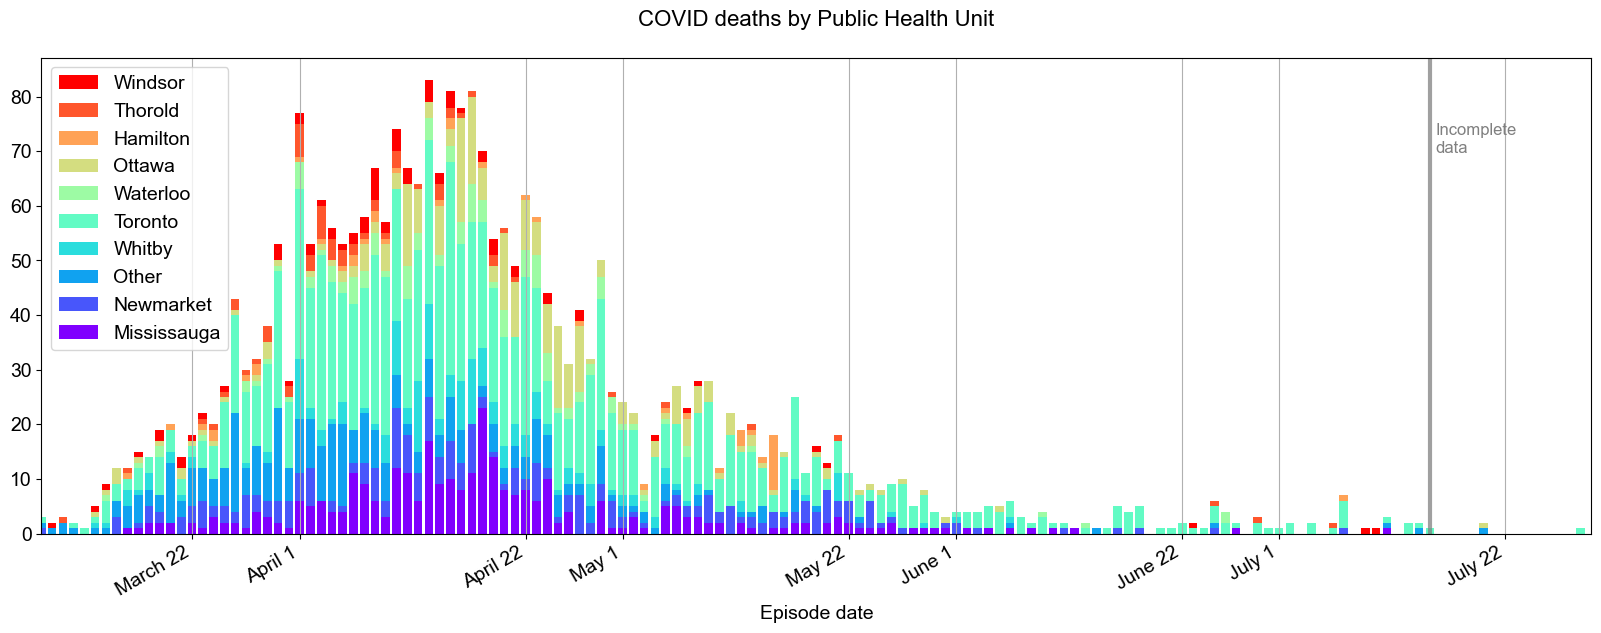 COVID deaths by Public Health Unit
Windsor
Thorold
Hamilton
Ottawa
Waterloo
Toronto
Whitby
Other
Newmarket
Mississauga
Incomplete
data
80
70
60
50
40
30
20
10
0
March 22
April 1
April 22
May 1
May 22
June 1
June 22
July 1
July 22
Episode date